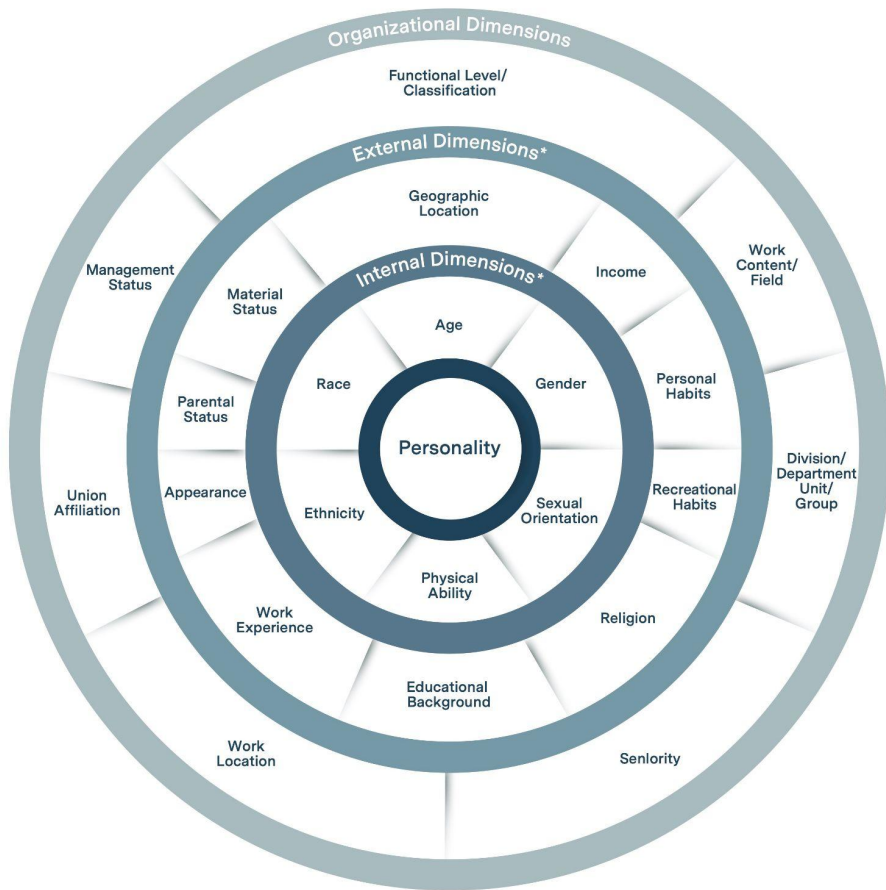 Organizational Dimensions
Functional Level/
Classification
External Dimensions*
Geographic
Location
Internal Dimensions*
Income
Work
Content/
Field
Management
Status
Material
Status
Age
Race
Gender
Personal
Habits
Parental
Status
Personality
Division/
Department
Unit/
Group
Union
Affiliation
Appearance
Ethnicity
Sexual
Orientation
Recreational
Habits
Physical
Ability
Work
Experience
Religion
Educational
Background
Work
Location
Senlority